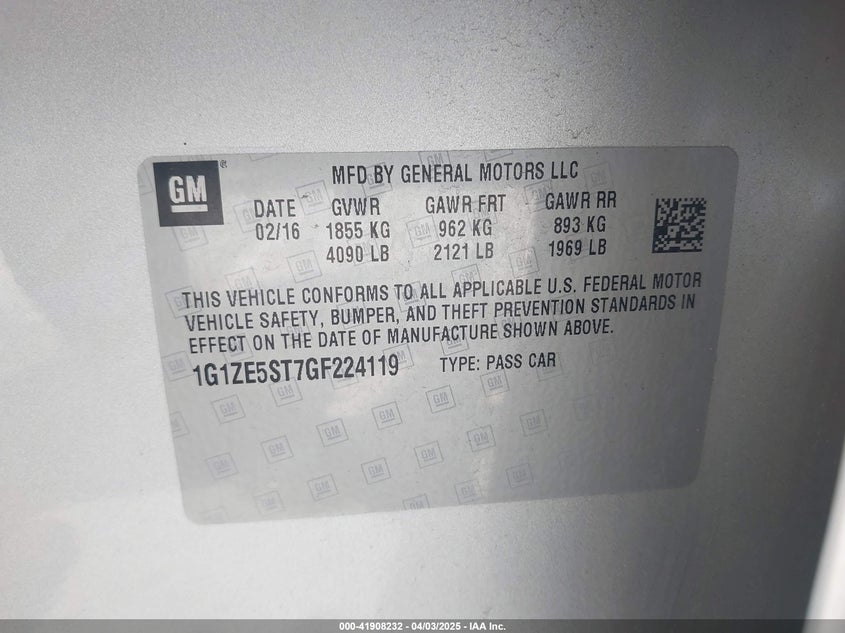 GM
MFD BY GENERAL MOTORS LLC
DATE GVWR GAWR FRT GAWR RR
02/16 1855 KG 962 KG 893 KG
4090 LB 2121 LB 1969 LB
THIS VEHICLE CONFORMS TO ALL APPLICABLE U.S. FEDERAL MOTOR
VEHICLE SAFETY, BUMPER, AND THEFT PREVENTION STANDARDS IN
EFFECT ON THE DATE OF MANUFACTURE SHOWN ABOVE.
1G1ZE5ST7GF224119 TYPE: PASS CAR
000-41908232 - 04/03/2025 - IAA Inc.